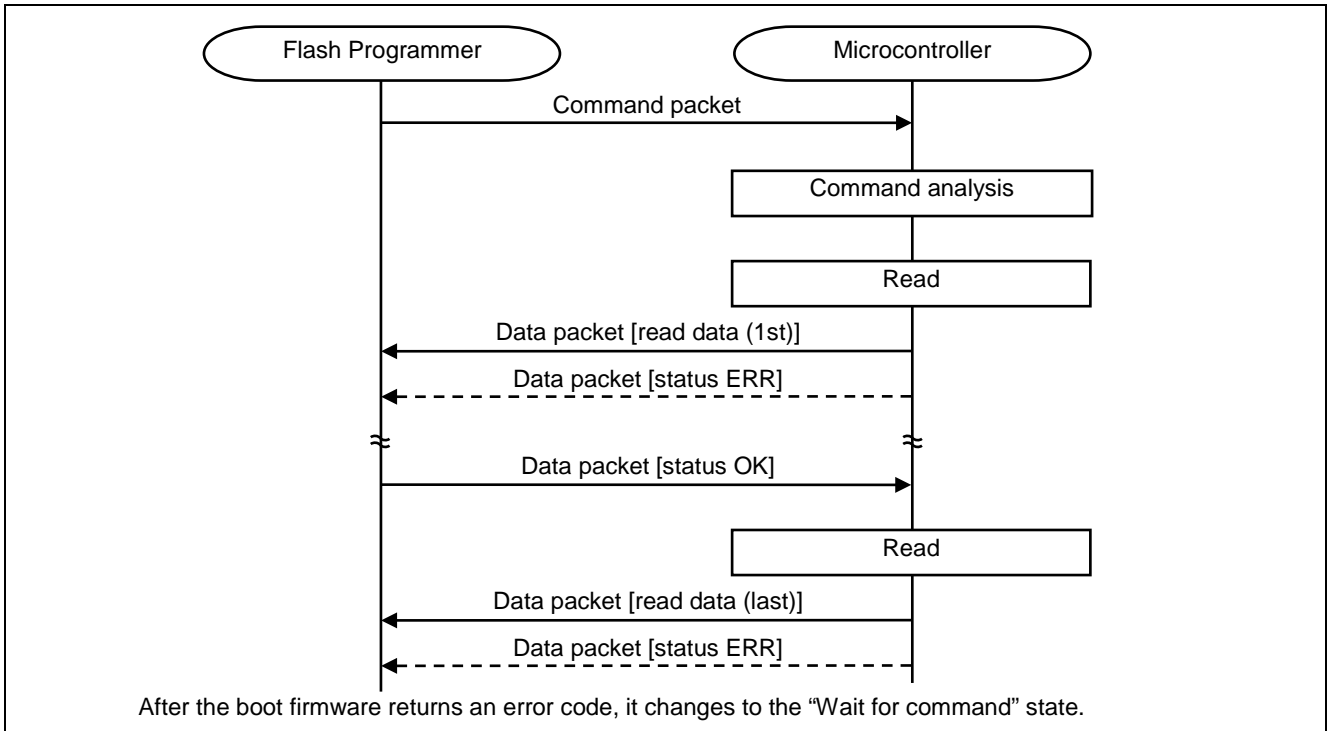 Flash Programmer
Microcontroller
Command packet
Command analysis
Read
Data packet [read data (1st)]
Data packet [status ERR]
Data packet [status OK]
Read
Data packet [read data (last)]
Data packet [status ERR]
After the boot firmware returns an error code, it changes to the “Wait for command” state.